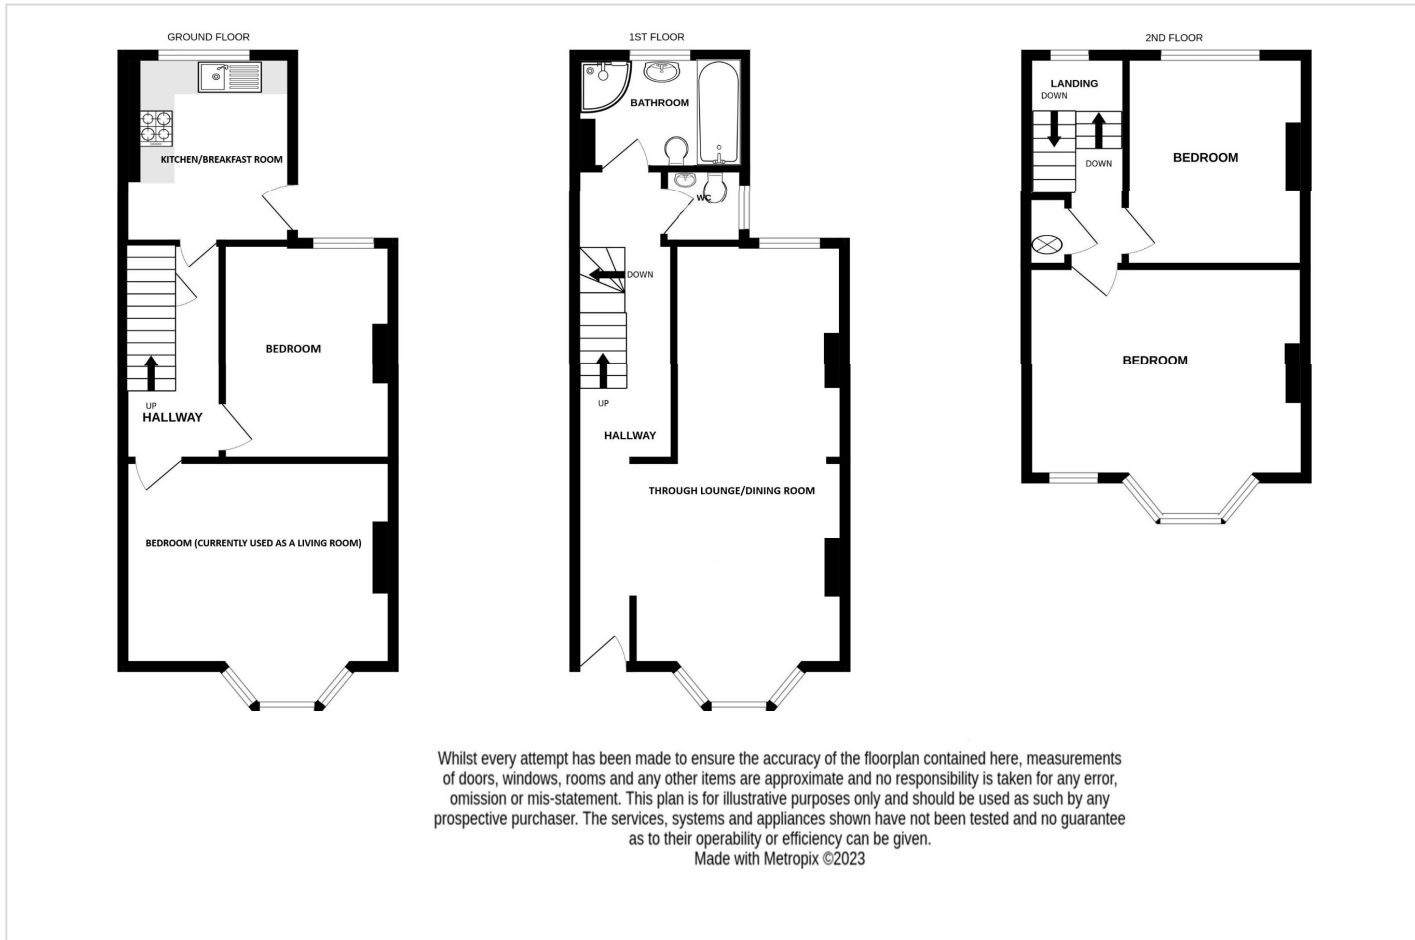 GROUND FLOOR
KITCHEN/BREAKFAST ROOM
BEDROOM
UP
HALLWAY
BEDROOM (CURRENTLY USED AS A LIVING ROOM)
1ST FLOOR
BATHROOM
WC
DOWN
UP
HALLWAY
THROUGH LOUNGE/DINING ROOM
2ND FLOOR
LANDING
DOWN
DOWN
BEDROOM
BEDROOM
Whilst every attempt has been made to ensure the accuracy of the floorplan contained here, measurements
of doors, windows, rooms and any other items are approximate and no responsibility is taken for any error,
omission or mis-statement. This plan is for illustrative purposes only and should be used as such by any
prospective purchaser. The services, systems and appliances shown have not been tested and no guarantee
as to their operability or efficiency can be given.
Made with Metropix ©2023